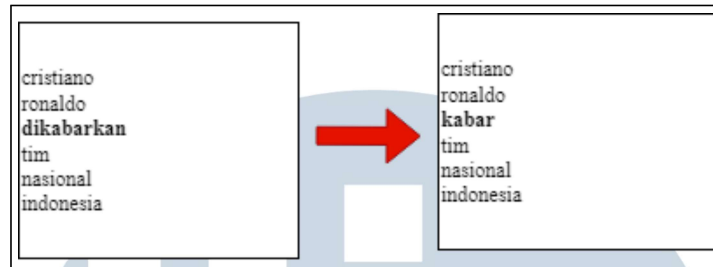 cristiano
ronaldo
dikabarkan
tim
nasional
indonesia
cristiano
ronaldo
kabar
tim
nasional
indonesia